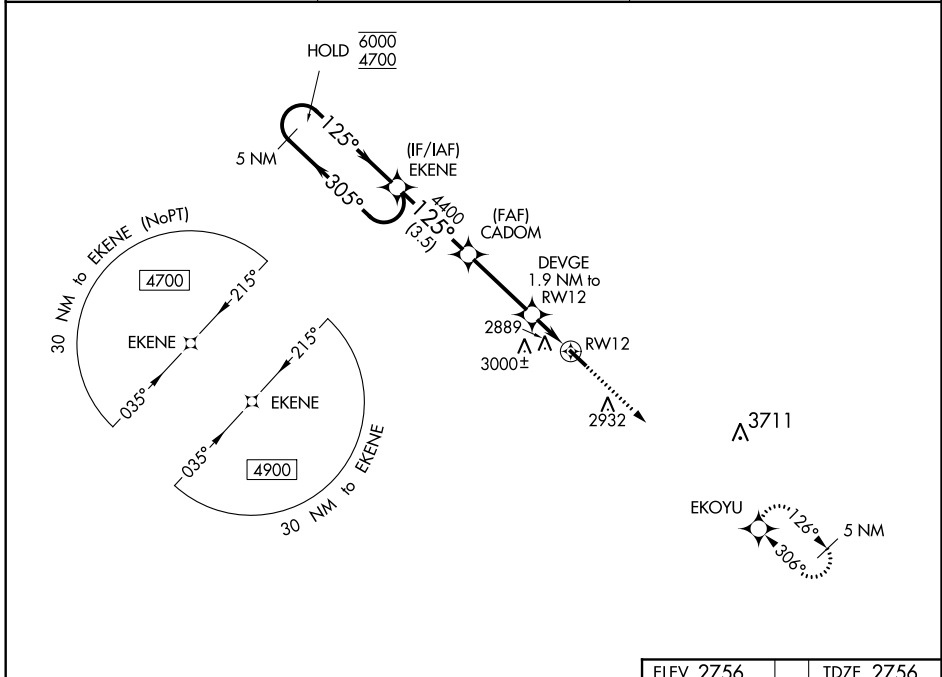 HOLD 6000
4700
125°
5 NM
305°
(IF/IAF)
EKENE
4400
125°
(3.5)
(FAF)
CADOM
DEVGE
1.9 NM to
RW12
2889
3000±
RW12
2932
3711
30 NM to EKENE (NoPT)
4700
215°
EKENE
035°
215°
EKENE
035°
4900
30 NM to EKENE
EKOYU
126°
5 NM
306°
ELEV 2756 TDZE 2756